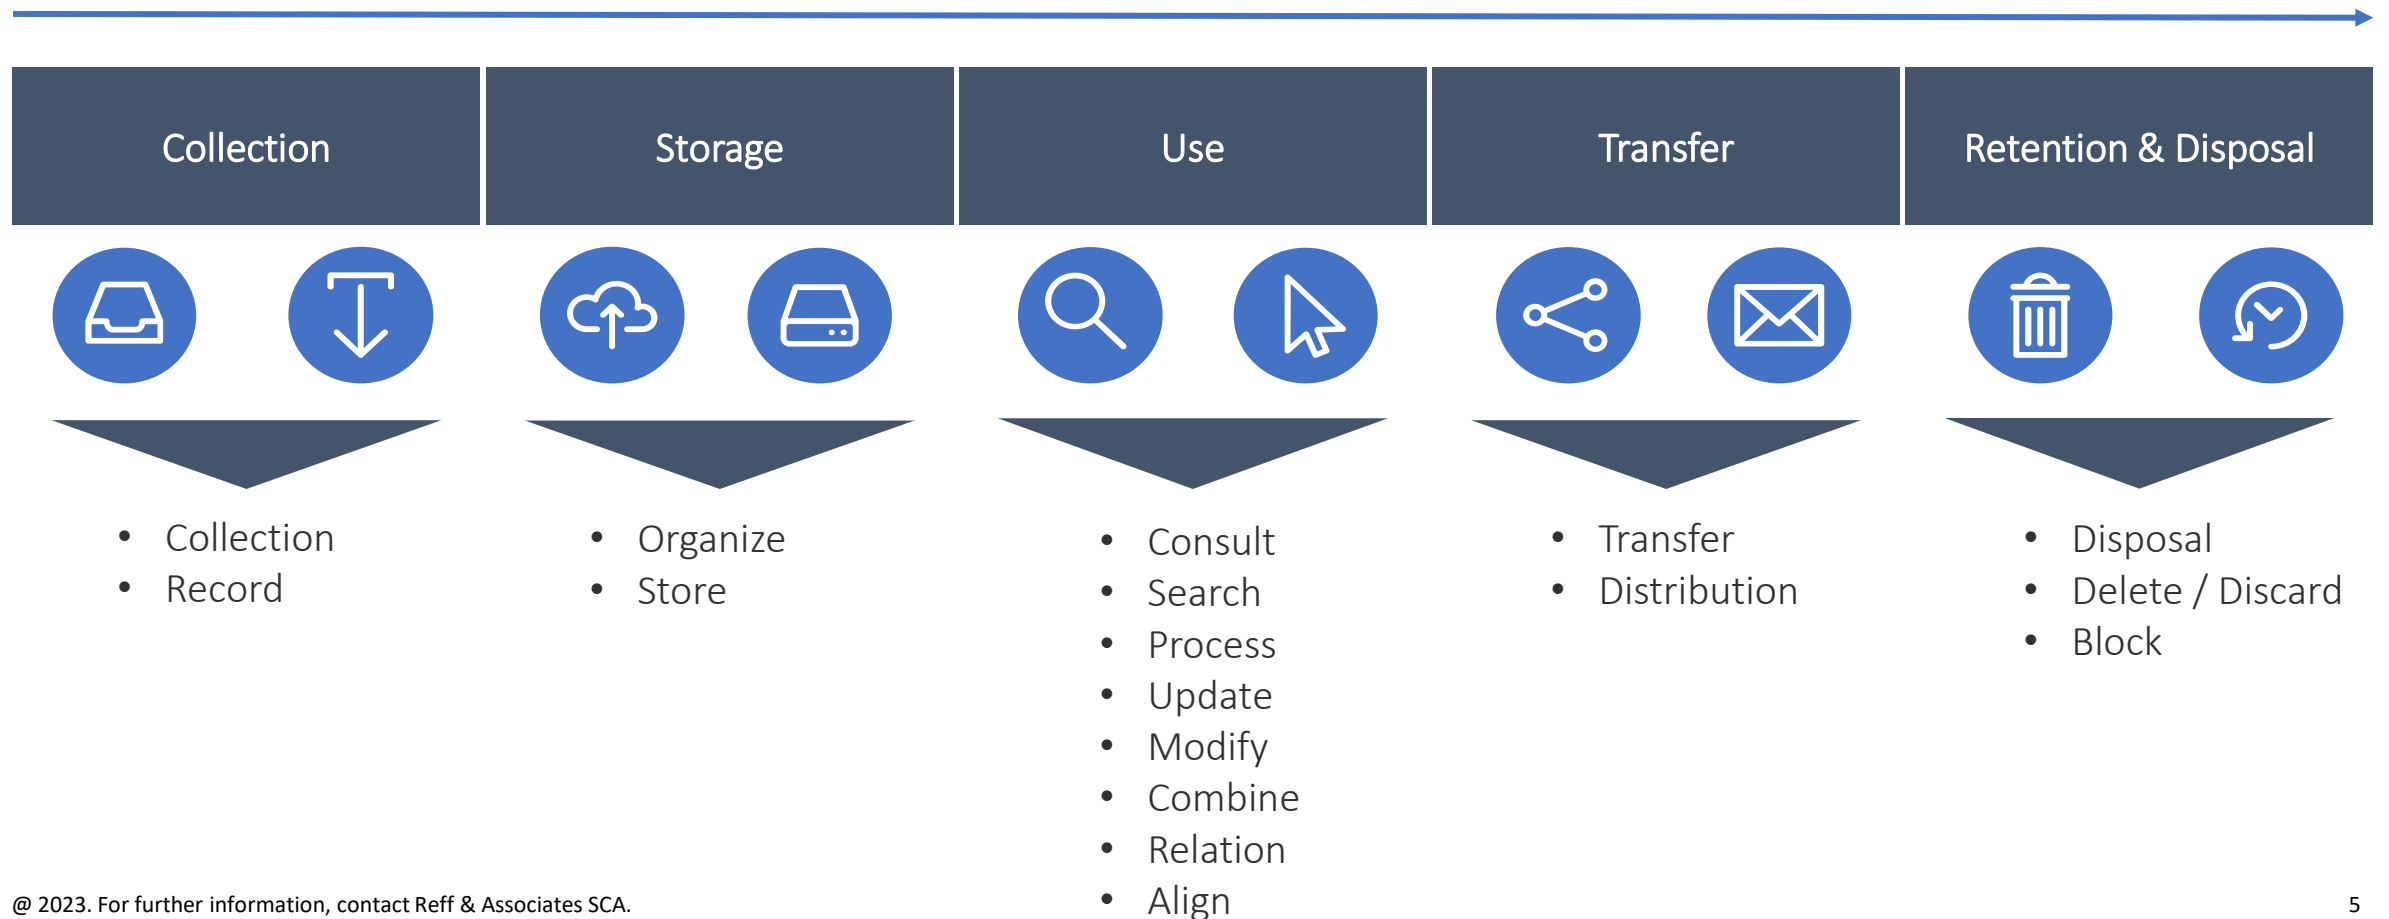 Collection
Storage
Use
Transfer
Retention & Disposal
• Collection
• Record
• Organize
• Store
• Consult
• Search
• Process
• Update
• Modify
• Combine
• Relation
• Align
• Transfer
• Distribution
• Disposal
• Delete / Discard
• Block
@ 2023. For further information, contact Reff & Associates SCA.
5